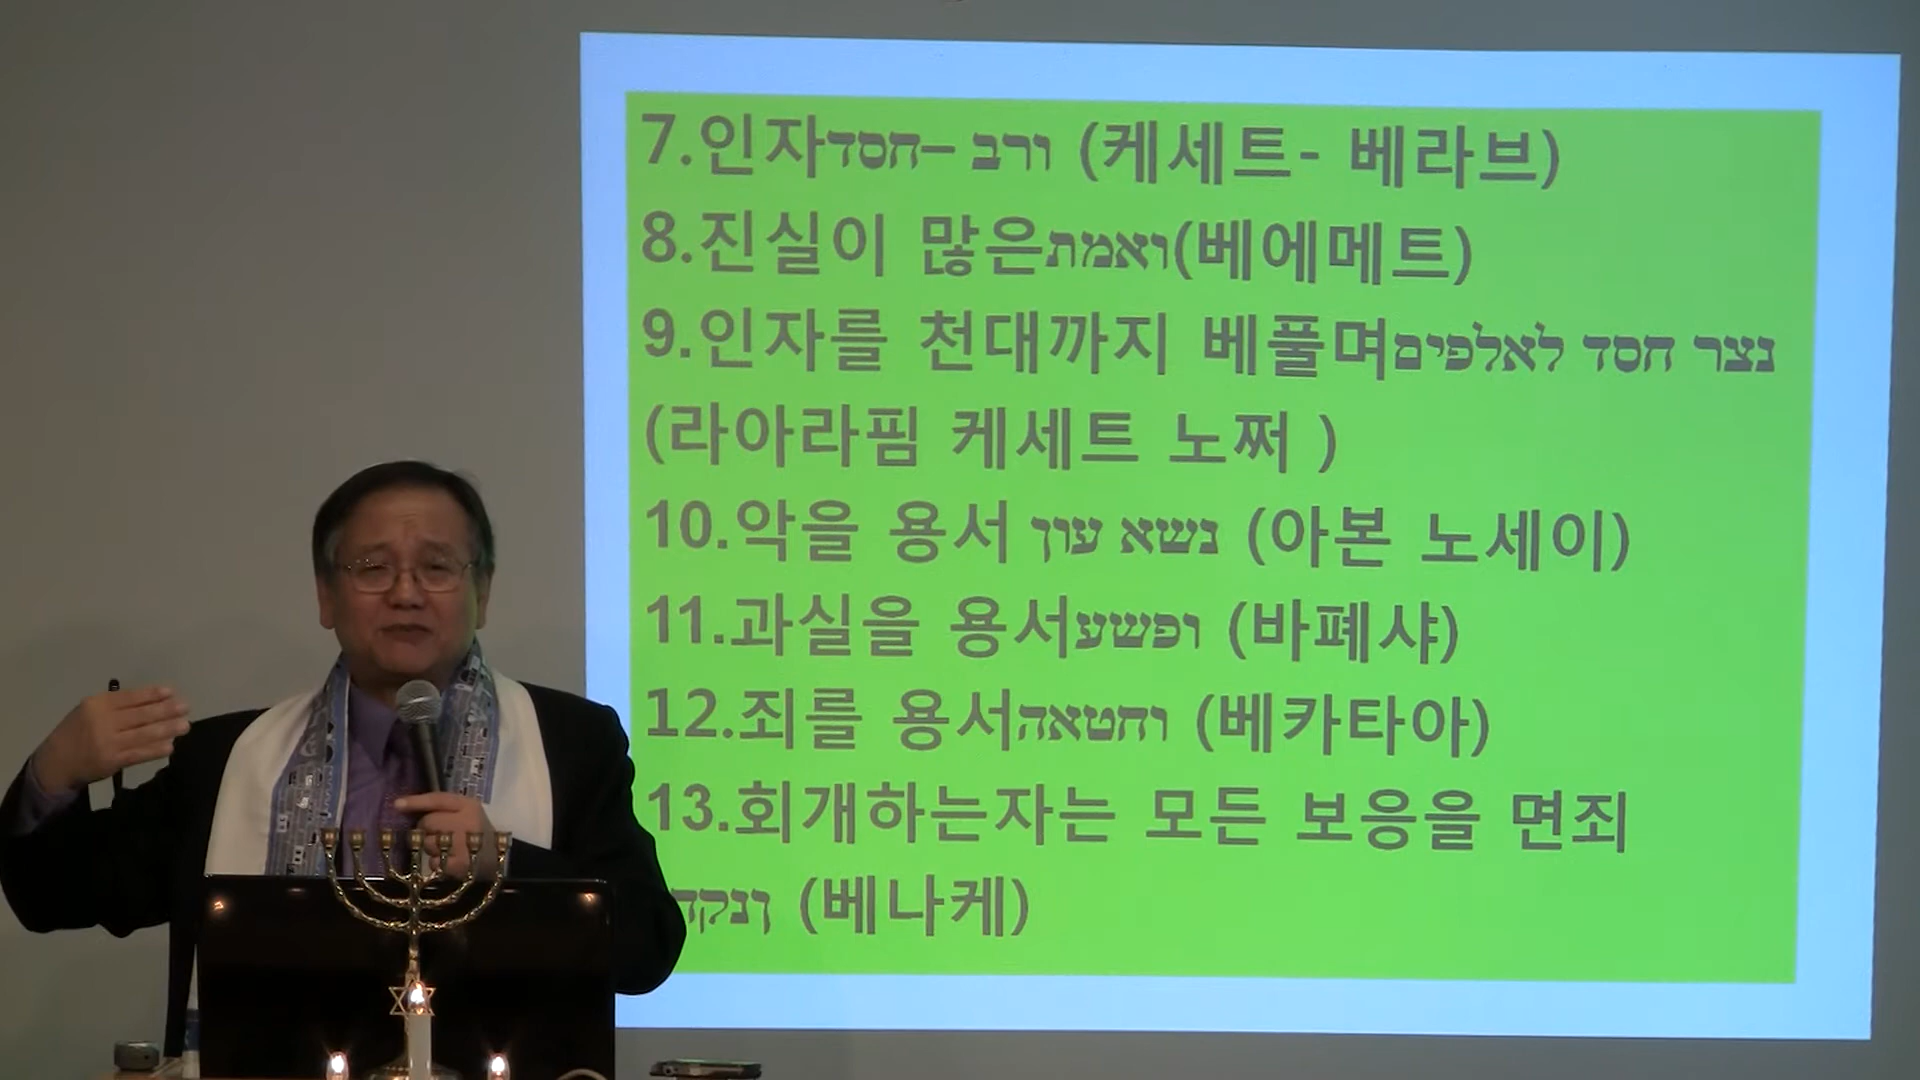 7.인자ורב –חסד (케세트- 베라브)
8.진실이 많은ואמת(베에메트)
9.인자를 천대까지 베풀며נצר חסד לאלפים
(라아라핌 케세트 노쩌 )
10.악을 용서 נשא עון (아본 노세이)
11.과실을 용서ופשע (바페샤)
12.죄를 용서וחטאה (베카타아)
13.회개하는자는 모든 보응을 면죄
(베나케)